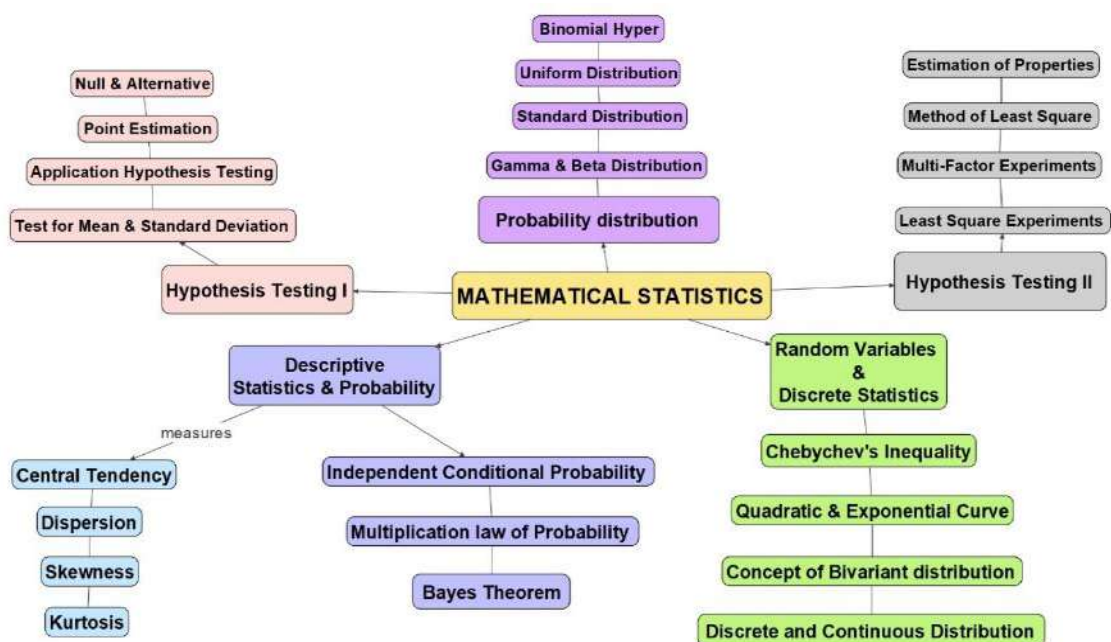 Binomial Hyper
Uniform Distribution
Standard Distribution
Gamma & Beta Distribution
Probability distribution
Null & Alternative
Point Estimation
Application Hypothesis Testing
Test for Mean & Standard Deviation
Hypothesis Testing I
Estimation of Properties
Method of Least Square
Multi-Factor Experiments
Least Square Experiments
Hypothesis Testing II
MATHEMATICAL STATISTICS
Descriptive
Statistics & Probability
measures
Central Tendency
Dispersion
Skewness
Kurtosis
Independent Conditional Probability
Multiplication law of Probability
Bayes Theorem
Random Variables
&
Discrete Statistics
Chebychev's Inequality
Quadratic & Exponential Curve
Concept of Bivariant distribution
Discrete and Continuous Distribution